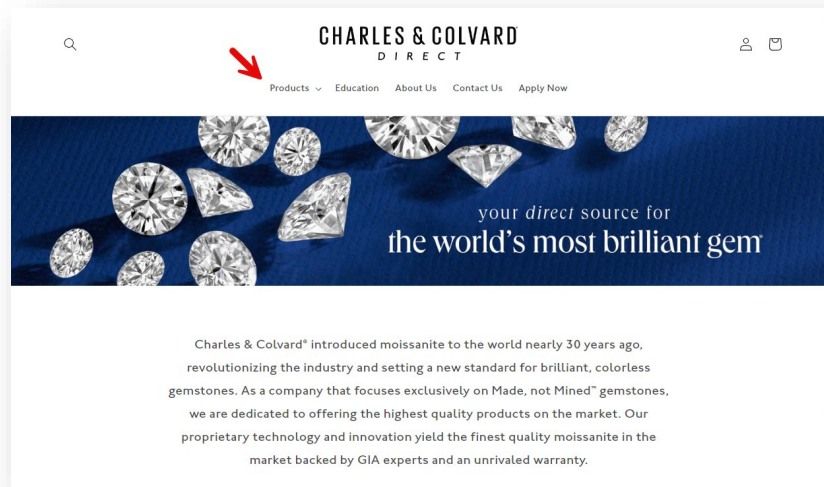 CHARLES & COLVARD
DIRECT
Products Education About Us Contact Us Apply Now
your direct source for
the world's most brilliant gem®
Charles & Colvard® introduced moissanite to the world nearly 30 years ago,
revolutionizing the industry and setting a new standard for brilliant, colorless
gemstones. As a company that focuses exclusively on Made, not Mined™ gemstones,
we are dedicated to offering the highest quality products on the market. Our
proprietary technology and innovation yield the finest quality moissanite in the
market backed by GIA experts and an unrivaled warranty.